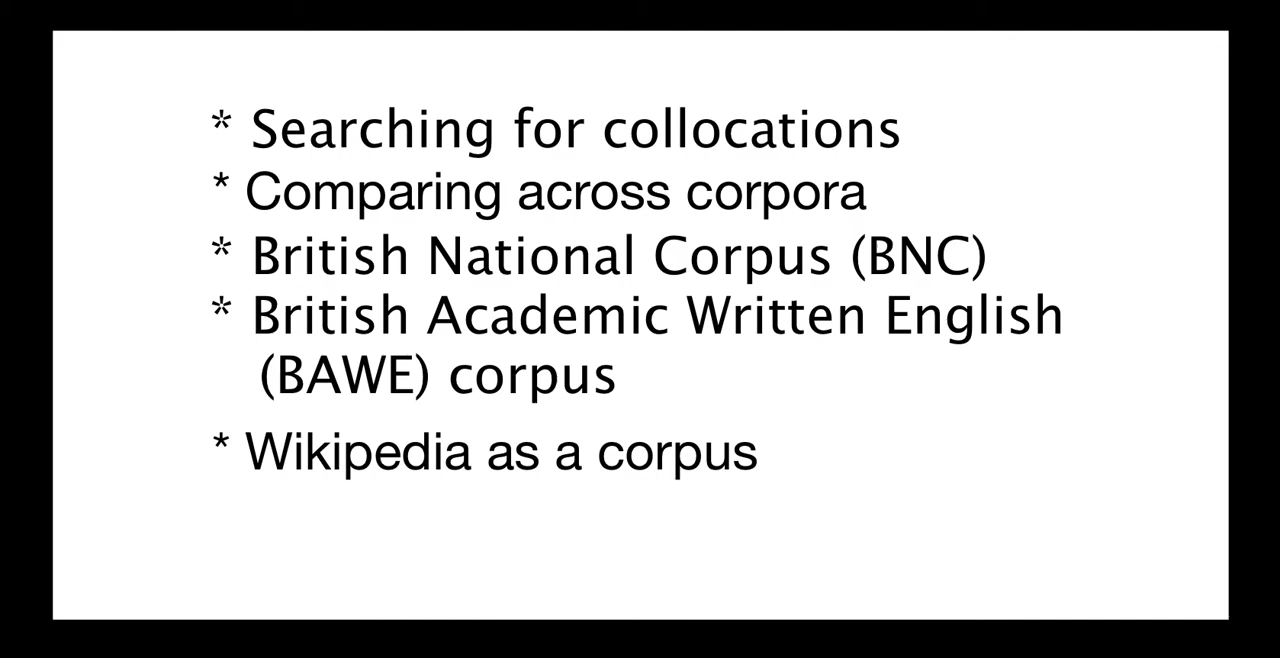 * Searching for collocations
* Comparing across corpora
* British National Corpus (BNC)
* British Academic Written English
(BAWE) corpus
* Wikipedia as a corpus